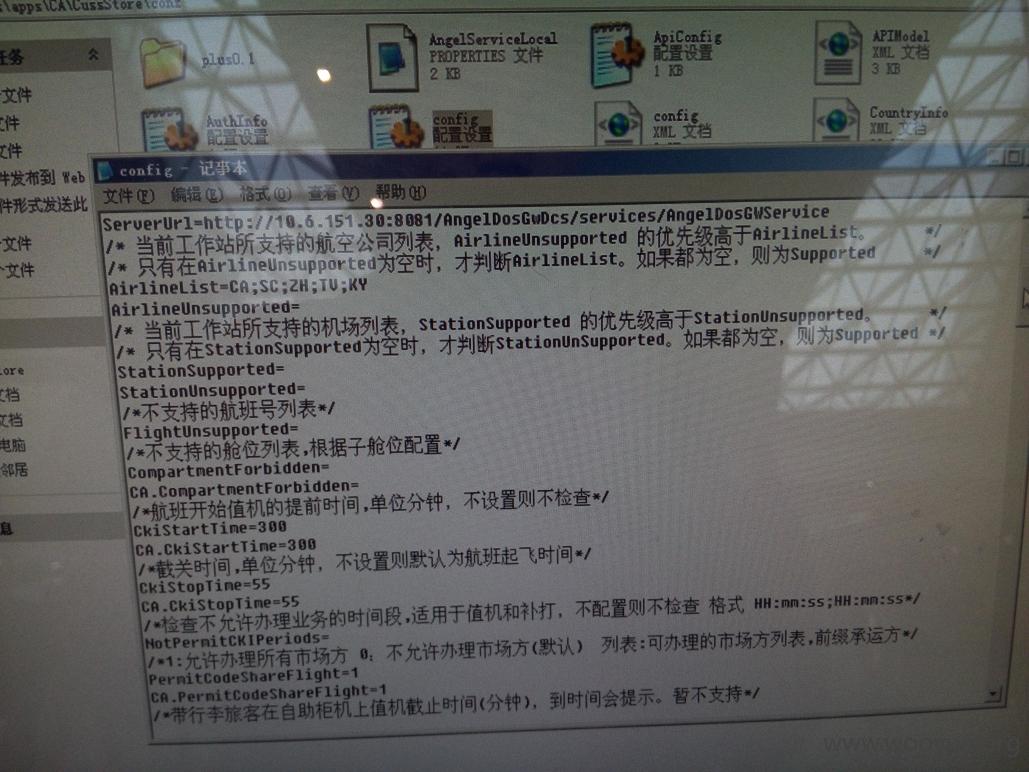 \apps\CA\CussStore\conf
plus0.1
AngelServiceLocal
PROPERTIES 文件
2 KB
ApiConfig
配置设置
1 KB
APIModel
XML 文档
3 KB
AuthInfo
配置设置
config
配置设置
config
XML 文档
CountryInfo
XML 文档
任务
文件
件
文件
件发布到 Web
件形式发送此
文件
个文件
ore
文档
文档
电脑
邻居
息
config - 记事本
文件(F) 编辑(E) 格式(O) 查看(V) 帮助(H)
ServerUrl=http://10.6.151.30:8081/AngelDosGwDcs/services/AngelDosGWService
/* 当前工作站所支持的航空公司列表, AirlineUnsupported 的优先级高于AirlineList。 */
/* 只有在AirlineUnsupported为空时, 才判断AirlineList。如果都为空, 则为Supported */
AirlineList=CA;SC;ZH;TV;KY
AirlineUnsupported=
/* 当前工作站所支持的机场列表, StationSupported 的优先级高于StationUnsupported。 */
/* 只有在StationSupported为空时, 才判断StationUnSupported。如果都为空, 则为Supported */
StationSupported=
StationUnsupported=
/*不支持的航班号列表*/
FlightUnsupported=
/*不支持的舱位列表,根据子舱位配置*/
CompartmentForbidden=
CA.CompartmentForbidden=
/*航班开始值机的提前时间,单位分钟, 不设置则不检查*/
CkiStartTime=300
CA.CkiStartTime=300
/*截关时间,单位分钟, 不设置则默认为航班起飞时间*/
CkiStopTime=55
CA.CkiStopTime=55
/*检查不允许办理业务的时间段,适用于值机和补打, 不配置则不检查 格式 HH:mm:ss;HH:mm:ss*/
NotPermitCKIPeriods=
/*1:允许办理所有市场方 0: 不允许办理市场方(默认) 列表:可办理的市场方列表,前缀承运方*/
PermitCodeShareFlight=1
CA.PermitCodeShareFlight=1
/*带行李旅客在自助柜机上值机截止时间(分钟), 到时间会提示。暂不支持*/